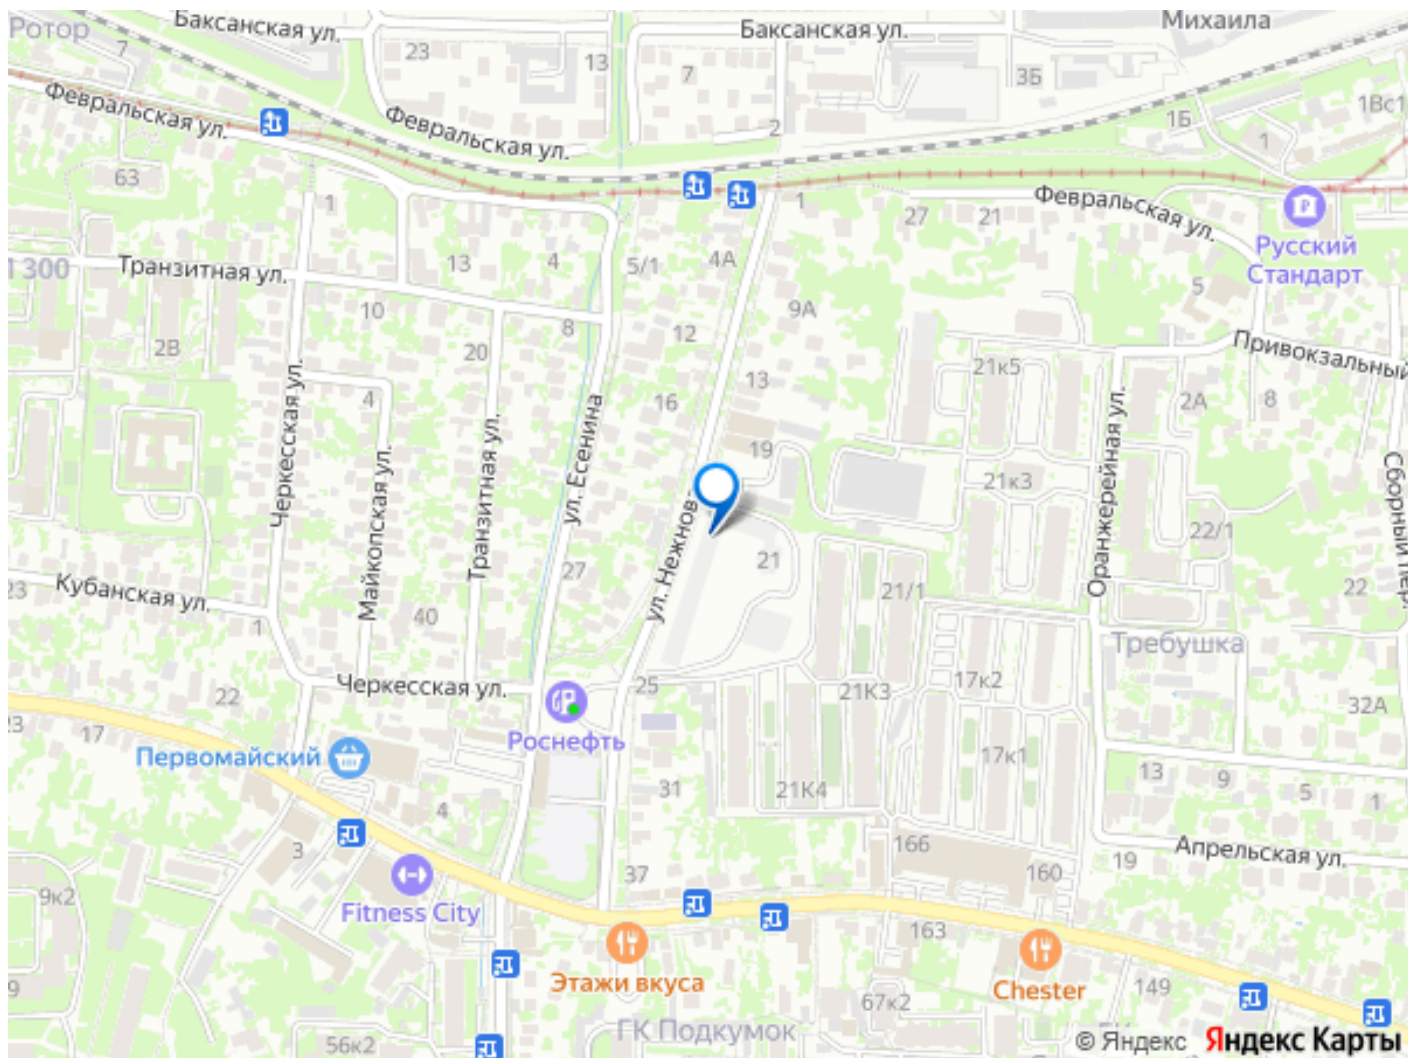 Ротор
Баксанская ул.
Баксанская ул.
Михаила
7
23
13
7
3Б
Февральская ул.
Февральская ул.
2
1Б
1Вс1
1
63
1
1
27
21
Февральская ул.
Русский
Стандарт
1 300
Транзитная ул.
13
4
5/1
4А
5
10
8
12
9А
2В
20
21к5
Привокзальный
Черкесская ул.
4
16
13
2А
8
Майкопская ул.
Транзитная ул.
ул. Есенина
19
21к3
Оранжерейная ул.
ул. Нежнов
22/1
23
Кубанская ул.
1
27
21
21/1
22
40
Требушка
22
Черкесская ул.
25
21К3
17к2
32А
23
17
Первомайский
Роснефть
31
21К4
17к1
13
9
5
1
4
3
166
160
19
Апрельская ул.
9к2
Fitness City
37
163
Этажи вкуса
Chester
149
67к2
9
56к2
ГК Подкумок
© Яндекс Яндекс Карты